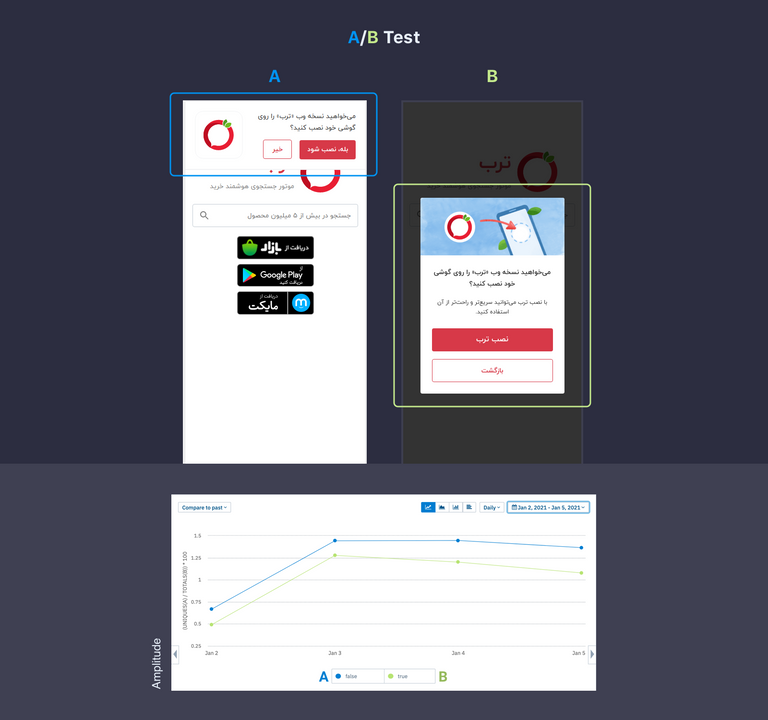 A/B Test
A
B
می‌خواهید نسخه وب «ترب» را روی
گوشی خود نصب کنید؟
بله، نصب شود
خیر
موتور جستجوی هوشمند خرید
جستجو در بیش از ۵ میلیون محصول
دریافت از بازار
از
Google Play
دریافت کنید
دریافت از
مایکت
ترب
می‌خواهید نسخه وب «ترب» را روی گوشی
خود نصب کنید؟
با نصب ترب می‌توانید سریع‌تر و راحت‌تر از آن
استفاده کنید.
نصب ترب
بازگشت
Compare to past
Daily
Jan 2, 2021 - Jan 5, 2021
(UNIQUES(A) / TOTALS(B)) * 100
1.5
1.25
1
0.75
0.5
0.25
Jan 2
Jan 3
Jan 4
Jan 5
Amplitude
A
false
true
B